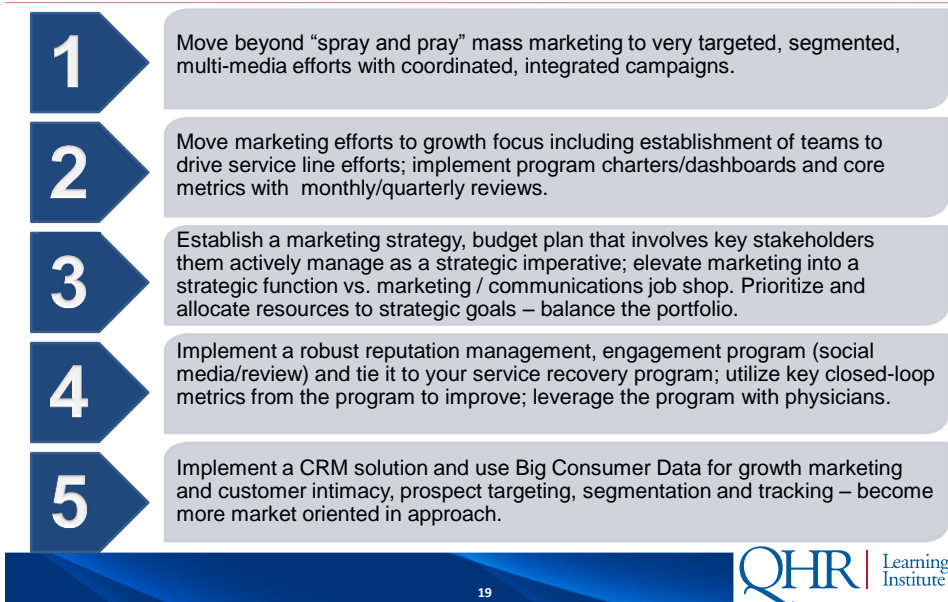 1
Move beyond “spray and pray” mass marketing to very targeted, segmented,
multi-media efforts with coordinated, integrated campaigns.
2
Move marketing efforts to growth focus including establishment of teams to
drive service line efforts; implement program charters/dashboards and core
metrics with  monthly/quarterly reviews.
3
Establish a marketing strategy, budget plan that involves key stakeholders
them actively manage as a strategic imperative; elevate marketing into a
strategic function vs. marketing / communications job shop. Prioritize and
allocate resources to strategic goals – balance the portfolio.
4
Implement a robust reputation management, engagement program (social
media/review) and tie it to your service recovery program; utilize key closed-loop
metrics from the program to improve; leverage the program with physicians.
5
Implement a CRM solution and use Big Consumer Data for growth marketing
and customer intimacy, prospect targeting, segmentation and tracking – become
more market oriented in approach.
19
QHR
Learning
Institute